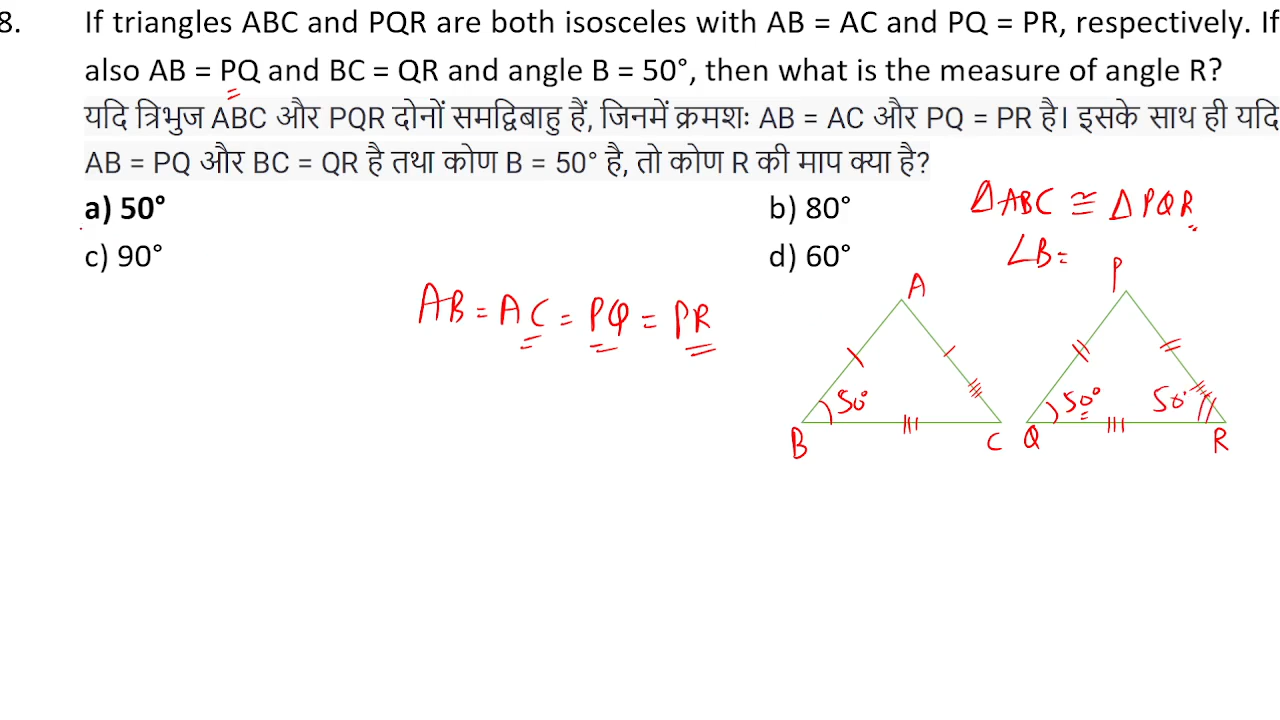 8. If triangles ABC and PQR are both isosceles with AB = AC and PQ = PR, respectively. If
also AB = PQ and BC = QR and angle B = 50°, then what is the measure of angle R?
यदि त्रिभुज ABC और PQR दोनों समद्विबाहु हैं, जिनमें क्रमशः AB = AC और PQ = PR है। इसके साथ ही यदि
AB = PQ और BC = QR है तथा कोण B = 50° है, तो कोण R की माप क्या है?
a) 50° b) 80°
c) 90° d) 60°
△ABC ≅ △PQR
∠B =
AB = AC = PQ = PR
A P
50° 50° 50°
B C Q R